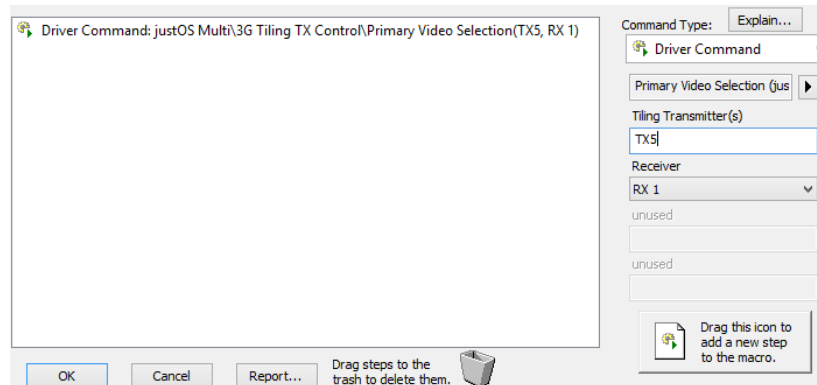 Driver Command: justOS Multi\3G Tiling TX Control\Primary Video Selection(TX5, RX 1)
Command Type:
Explain...
Driver Command
Primary Video Selection (jus
Tiling Transmitter(s)
TX5
Receiver
RX 1
unused
unused
Drag this icon to
add a new step
to the macro.
OK
Cancel
Report...
Drag steps to the
trash to delete them.